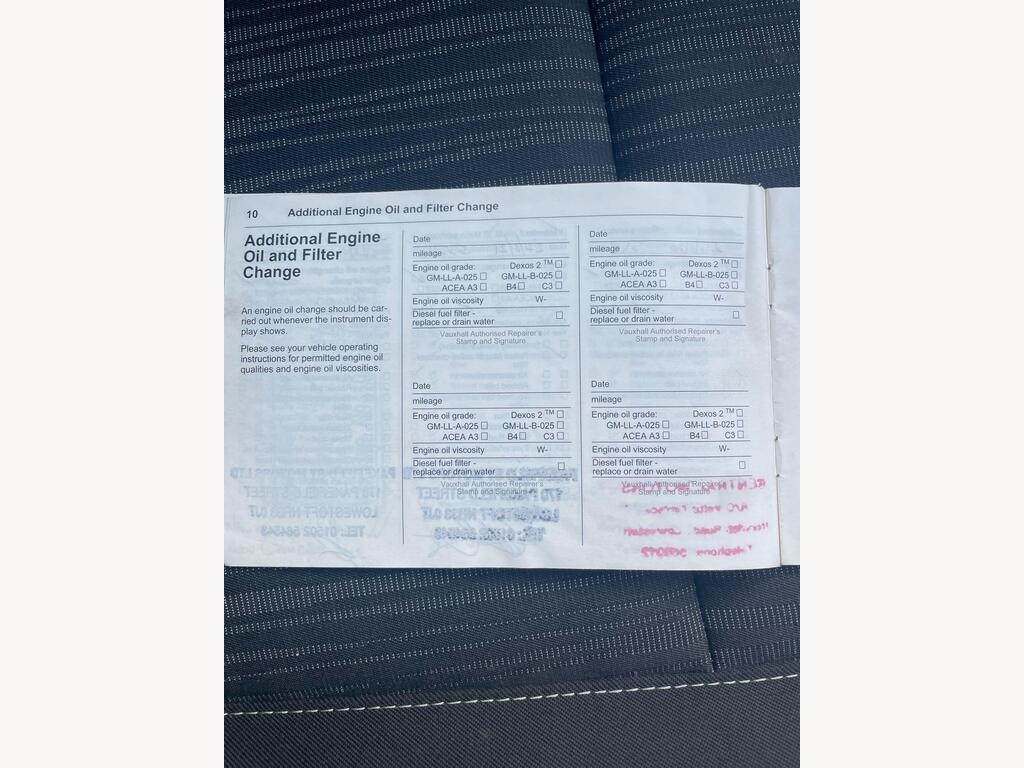 10 Additional Engine Oil and Filter Change
Additional Engine
Oil and Filter
Change
An engine oil change should be car-
ried out whenever the instrument dis-
play shows.
Please see your vehicle operating
instructions for permitted engine oil
qualities and engine oil viscosities.
Date
mileage
Engine oil grade: Dexos 2 TM ☐
GM-LL-A-025 ☐ GM-LL-B-025 ☐
ACEA A3 ☐ B4 ☐ C3 ☐
Engine oil viscosity W-
Diesel fuel filter - ☐
replace or drain water
Vauxhall Authorised Repairer's
Stamp and Signature
Date
mileage
Engine oil grade: Dexos 2 TM ☐
GM-LL-A-025 ☐ GM-LL-B-025 ☐
ACEA A3 ☐ B4 ☐ C3 ☐
Engine oil viscosity W-
Diesel fuel filter - ☐
replace or drain water
Vauxhall Authorised Repairer's
Stamp and Signature
Date
mileage
Engine oil grade: Dexos 2 TM ☐
GM-LL-A-025 ☐ GM-LL-B-025 ☐
ACEA A3 ☐ B4 ☐ C3 ☐
Engine oil viscosity W-
Diesel fuel filter - ☐
replace or drain water
Vauxhall Authorised Repairer's
Stamp and Signature
Date
mileage
Engine oil grade: Dexos 2 TM ☐
GM-LL-A-025 ☐ GM-LL-B-025 ☐
ACEA A3 ☐ B4 ☐ C3 ☐
Engine oil viscosity W-
Diesel fuel filter - ☐
replace or drain water
Vauxhall Authorised Repairer's
Stamp and Signature
LOWESTOFT NR33 0JT
TEL: 01502 564543